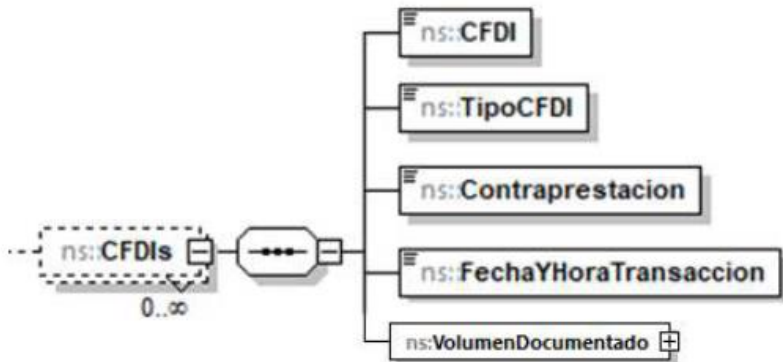 ns::CFDI
ns::TipoCFDI
ns::Contraprestacion
ns::CFDIs
0..∞
ns::FechaYHoraTransaccion
ns:VolumenDocumentado